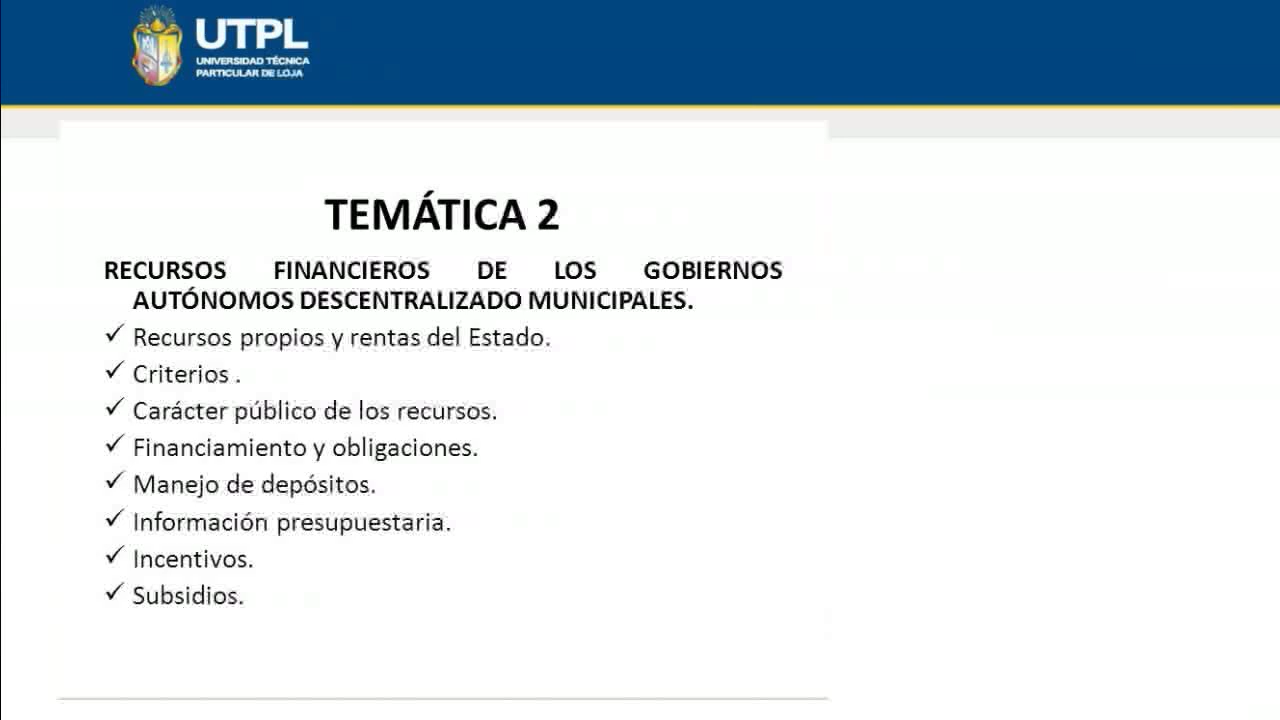 UTPL
UNIVERSIDAD TÉCNICA
PARTICULAR DE LOJA
TEMÁTICA 2
RECURSOS FINANCIEROS DE LOS GOBIERNOS
AUTÓNOMOS DESCENTRALIZADO MUNICIPALES.
✓ Recursos propios y rentas del Estado.
✓ Criterios .
✓ Carácter público de los recursos.
✓ Financiamiento y obligaciones.
✓ Manejo de depósitos.
✓ Información presupuestaria.
✓ Incentivos.
✓ Subsidios.